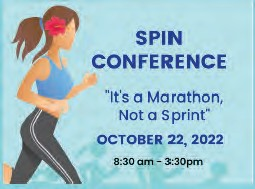 SPIN
CONFERENCE
"It's a Marathon,
Not a Sprint"
OCTOBER 22, 2022
8:30 am - 3:30pm